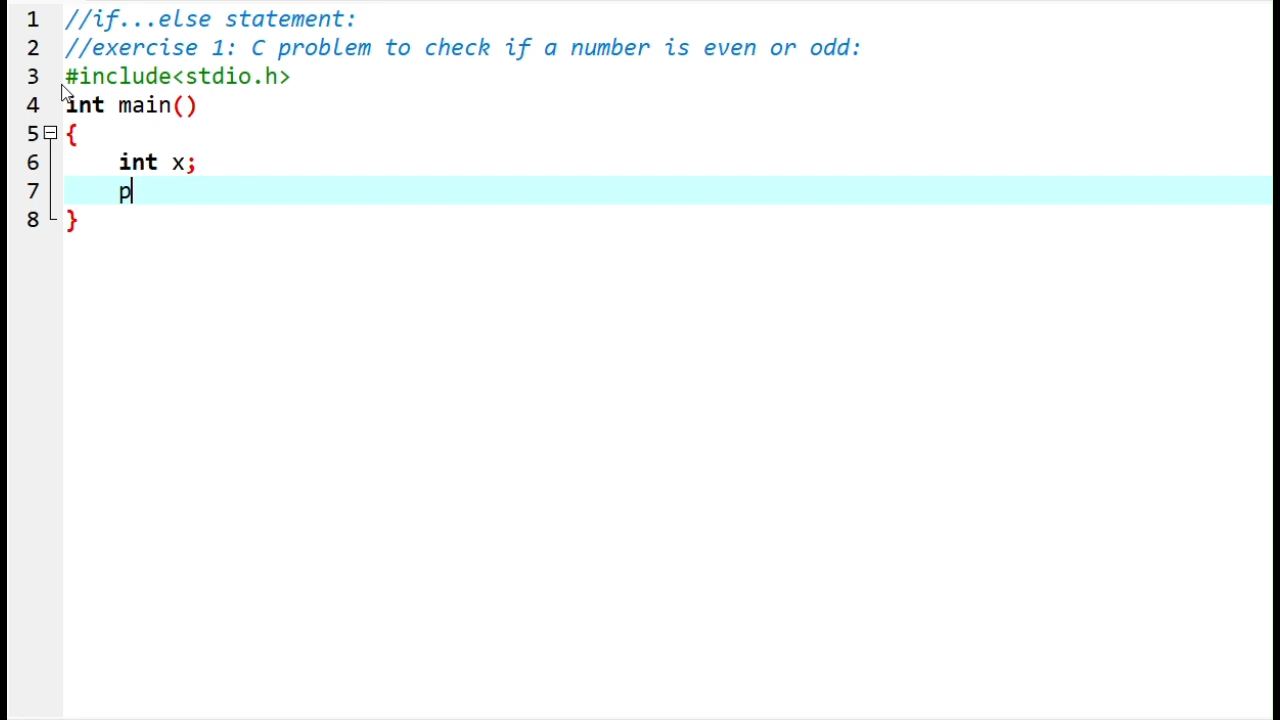 1 //if...else statement:
2 //exercise 1: C problem to check if a number is even or odd:
3 #include<stdio.h>
4 int main()
5 {
6     int x;
7     p
8 }